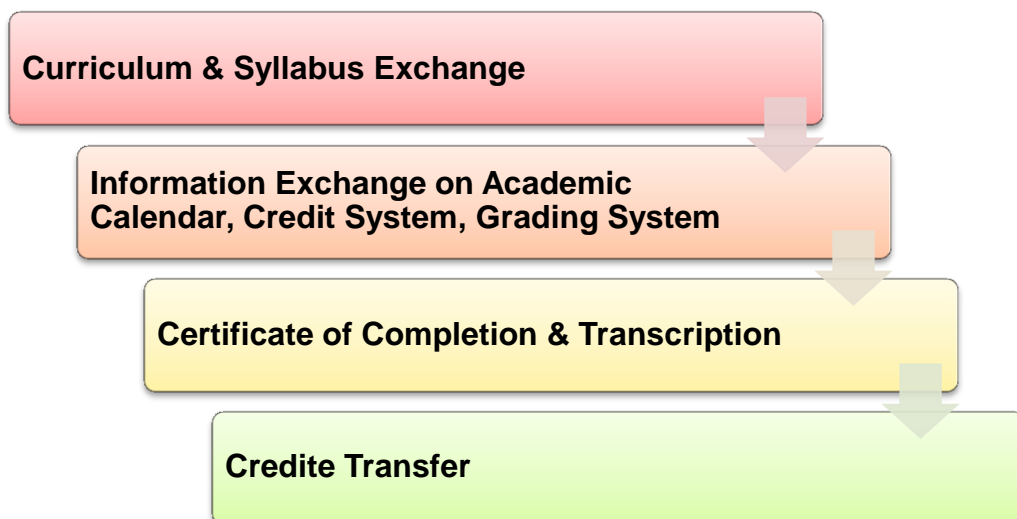 Curriculum & Syllabus Exchange
Information Exchange on Academic
Calendar, Credit System, Grading System
Certificate of Completion & Transcription
Credite Transfer